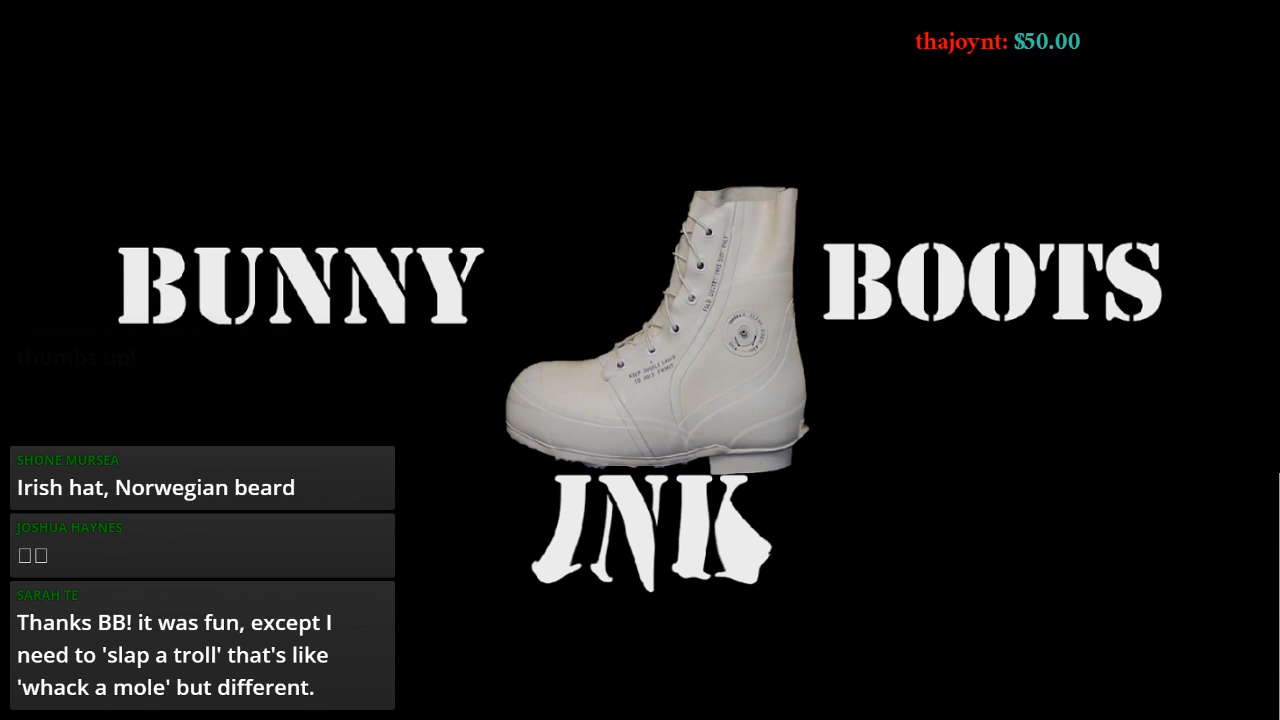 thajoynt: $50.00
BUNNY
BOOTS
INK
thumbs up!
SHONE MURSEA
Irish hat, Norwegian beard
JOSHUA HAYNES
SARAH TE
Thanks BB! it was fun, except I
need to 'slap a troll' that's like
'whack a mole' but different.